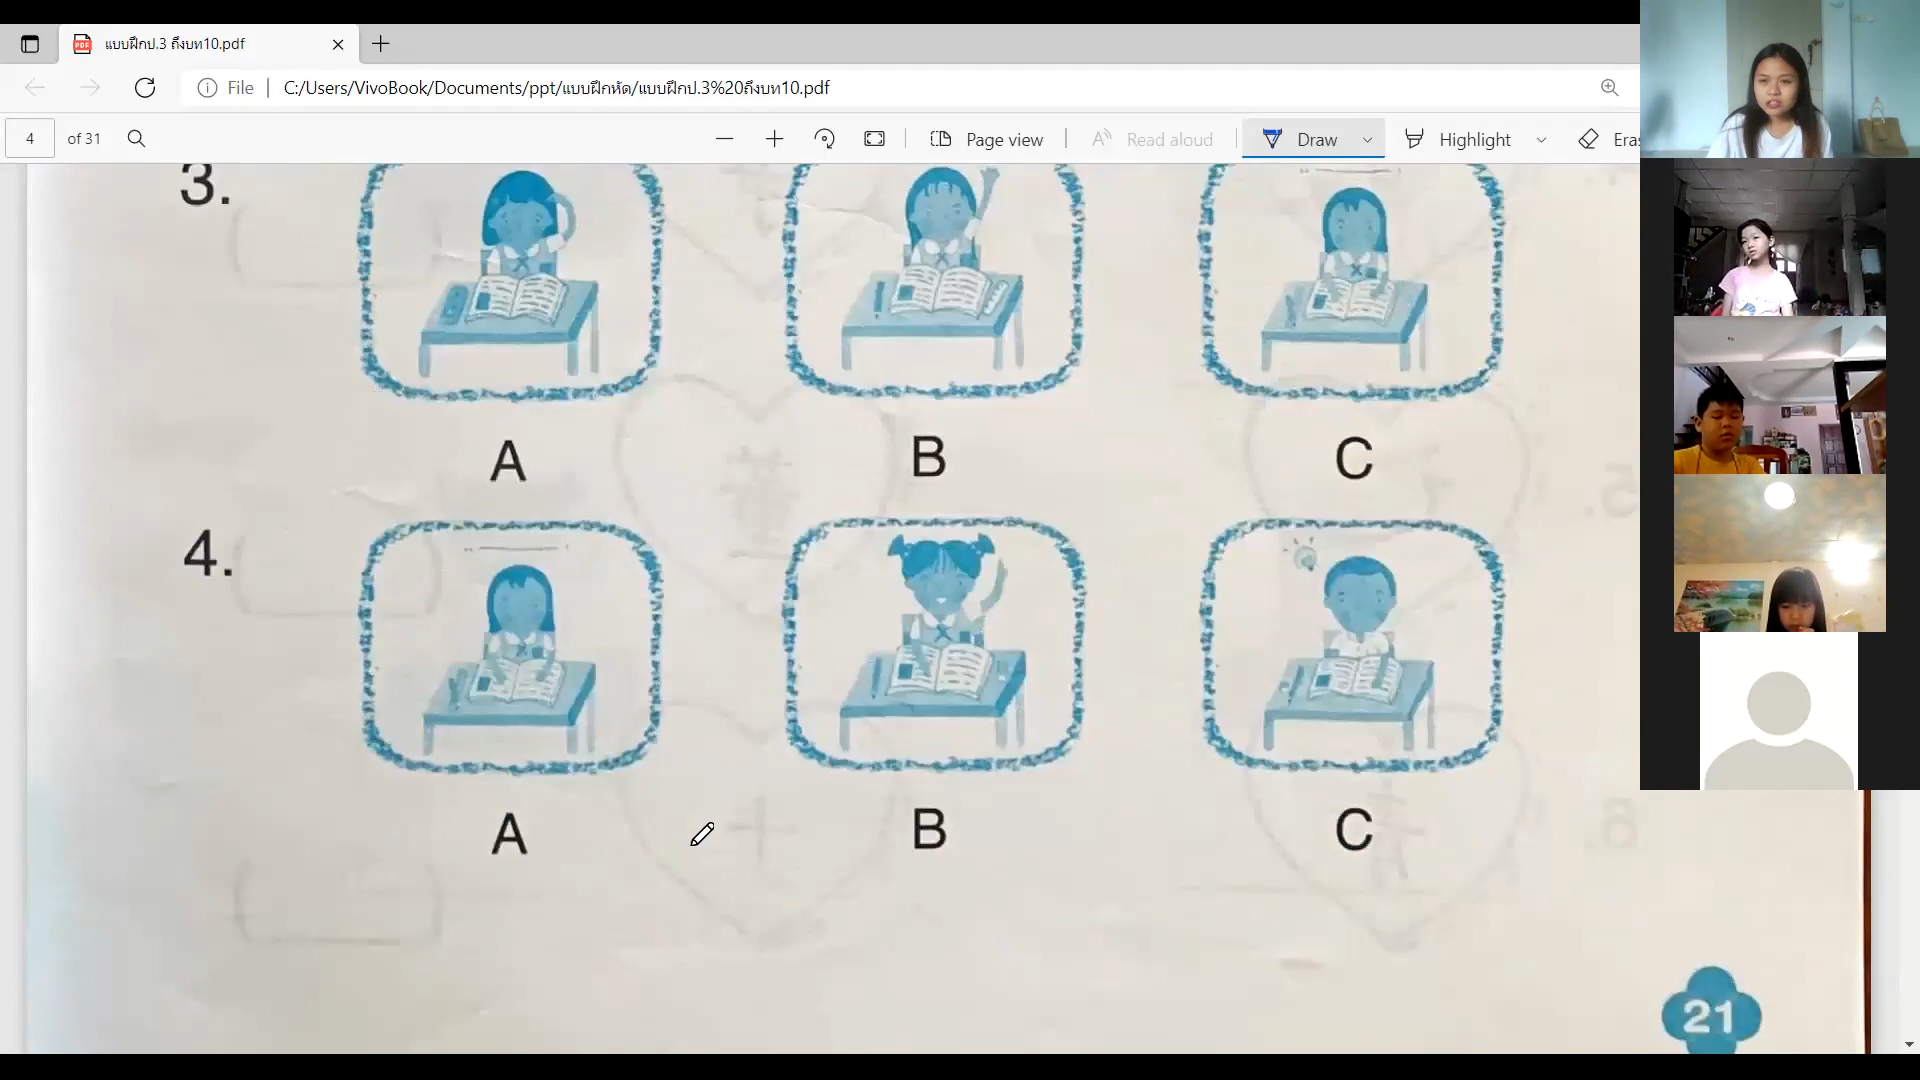 แบบฝึกป.3 ถึงบท10.pdf
File C:/Users/VivoBook/Documents/ppt/แบบฝึกหัด/แบบฝึกป.3%20ถึงบท10.pdf
4 of 31 Page view Read aloud Draw Highlight
3.
A B C
4.
A B C
21